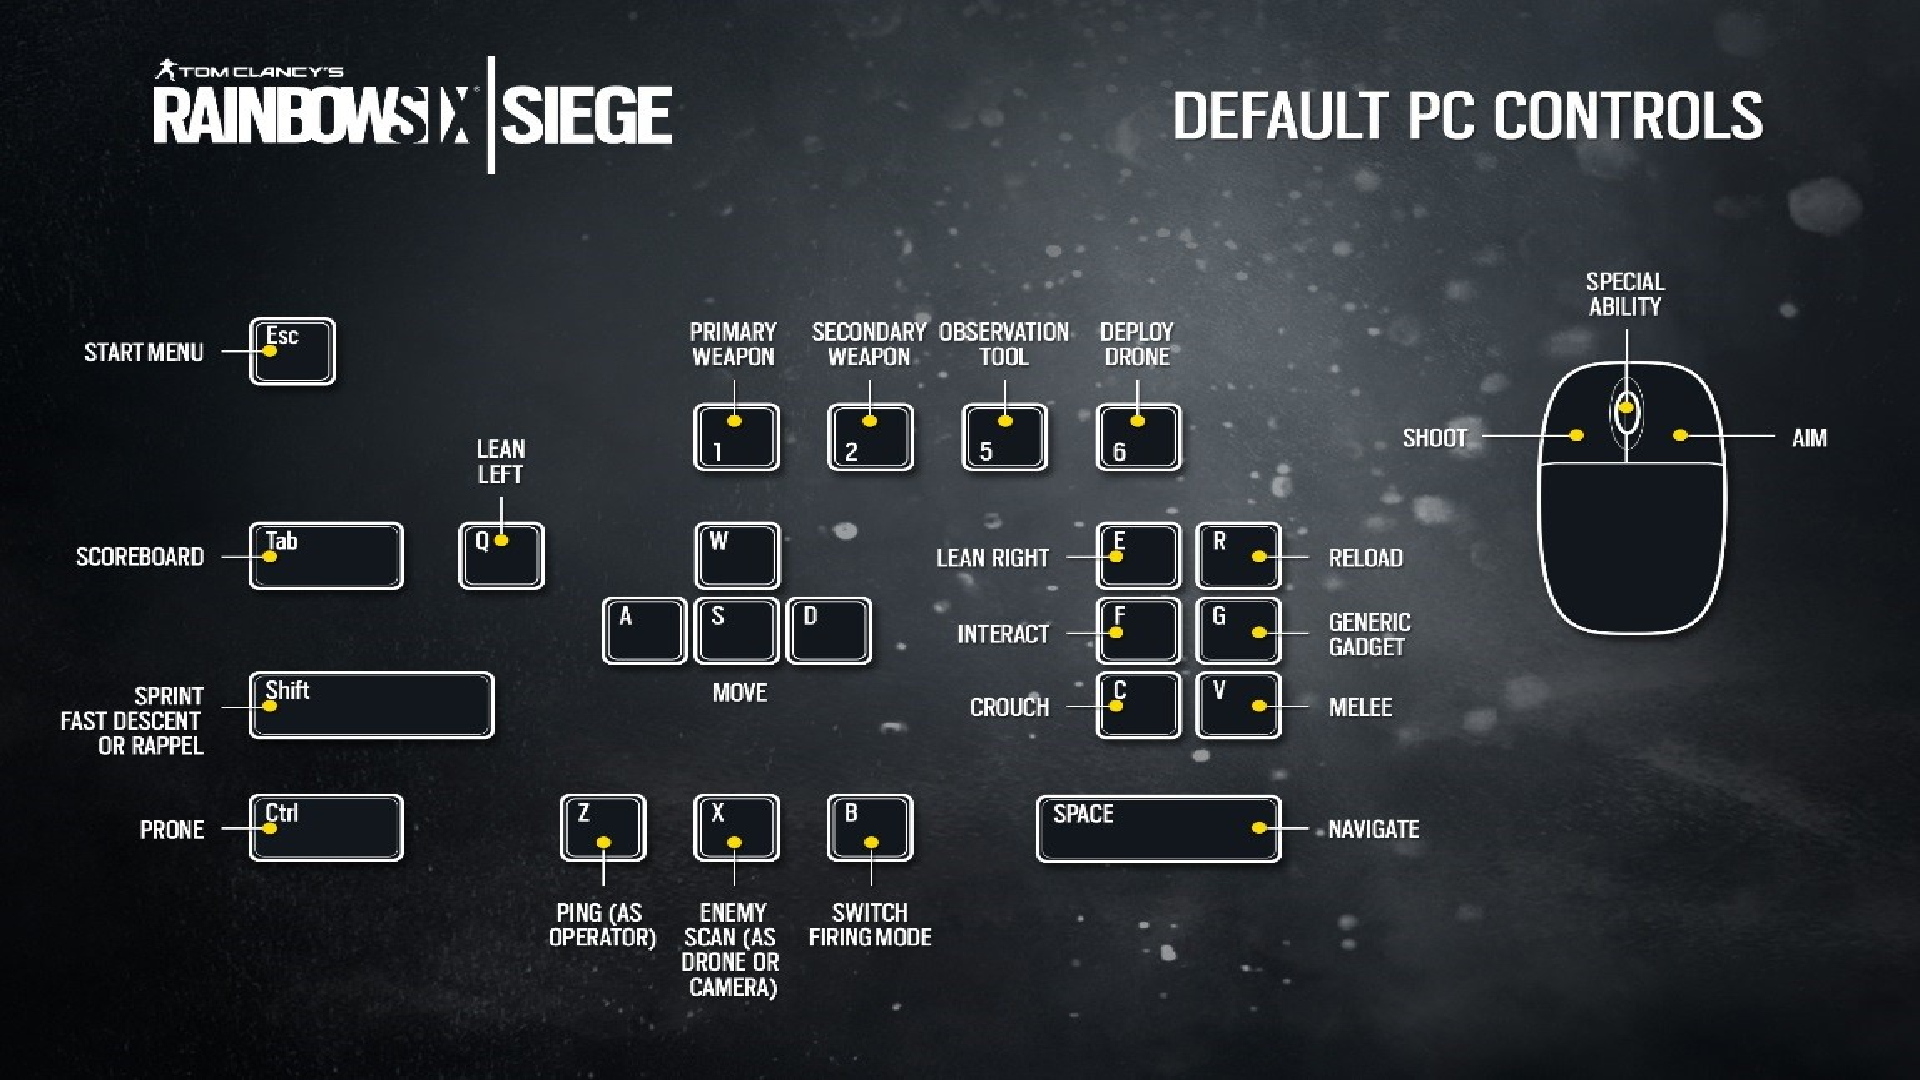 TOM CLANCY'S
RAINBOWSIX | SIEGE
DEFAULT PC CONTROLS
START MENU
Esc
PRIMARY
WEAPON
1
SECONDARY
WEAPON
2
OBSERVATION
TOOL
5
DEPLOY
DRONE
6
SPECIAL
ABILITY
SHOOT
AIM
SCOREBOARD
Tab
LEAN
LEFT
Q
W
A
S
D
MOVE
LEAN RIGHT
E
R
RELOAD
INTERACT
F
G
GENERIC
GADGET
CROUCH
C
V
MELEE
SPRINT
FAST DESCENT
OR RAPPEL
Shift
PRONE
Ctrl
Z
PING (AS
OPERATOR)
X
ENEMY
SCAN (AS
DRONE OR
CAMERA)
B
SWITCH
FIRING MODE
SPACE
NAVIGATE